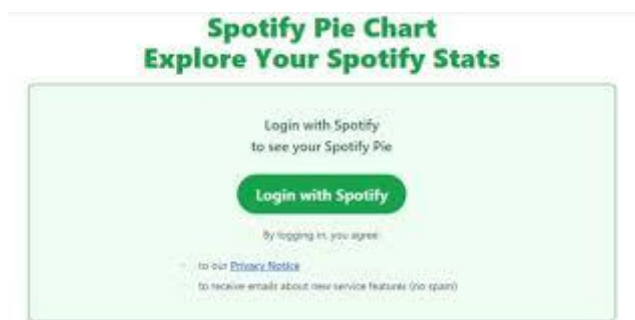 Spotify Pie Chart
Explore Your Spotify Stats
Login with Spotify
to see your Spotify Pie
Login with Spotify
By logging in, you agree:
to our Privacy Notice
to receive emails about new service features (no spam)